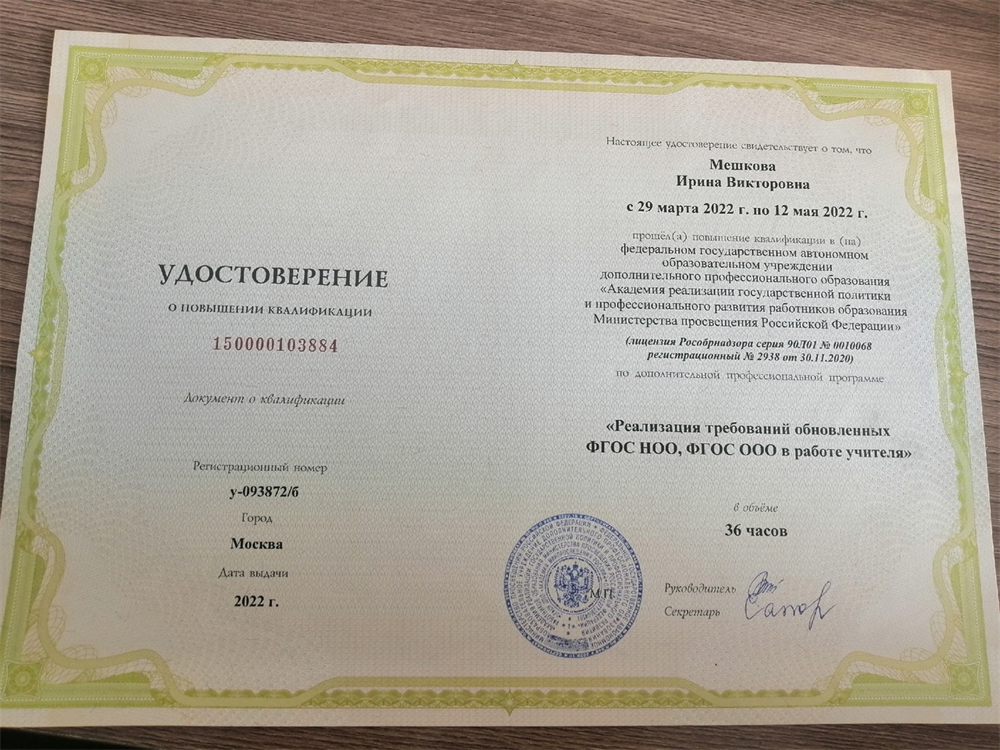 УДОСТОВЕРЕНИЕ
О ПОВЫШЕНИИ КВАЛИФИКАЦИИ
150000103884
Документ о квалификации
Регистрационный номер
у-093872/б
Город
Москва
Дата выдачи
2022 г.
Настоящее удостоверение свидетельствует о том, что
Мешкова
Ирина Викторовна
с 29 марта 2022 г. по 12 мая 2022 г.
прошёл(а) повышение квалификации в (на)
федеральном государственном автономном
образовательном учреждении
дополнительного профессионального образования
«Академия реализации государственной политики
и профессионального развития работников образования
Министерства просвещения Российской Федерации»
(лицензия Рособрнадзора серия 90Л01 № 0010068
регистрационный № 2938 от 30.11.2020)
по дополнительной профессиональной программе
«Реализация требований обновленных
ФГОС НОО, ФГОС ООО в работе учителя»
в объёме
36 часов
М.П.
Руководитель
Секретарь